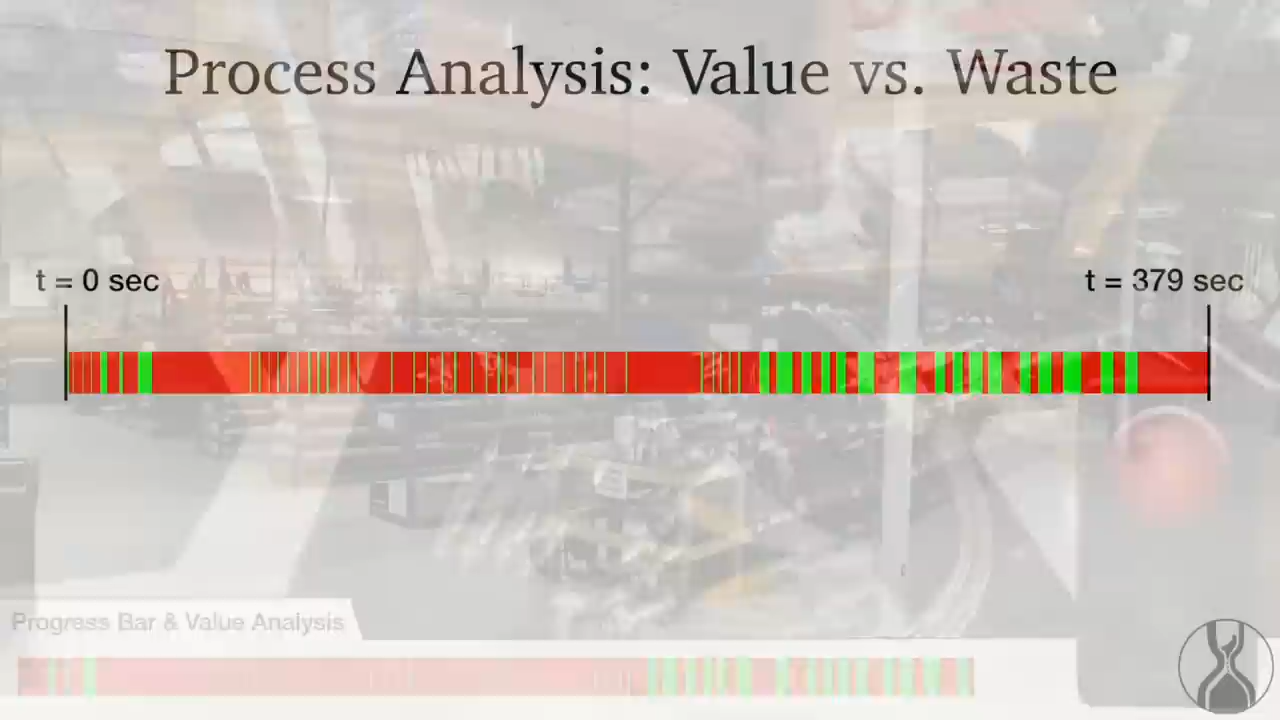 Process Analysis: Value vs. Waste
t = 0 sec
t = 379 sec
Progress Bar & Value Analysis